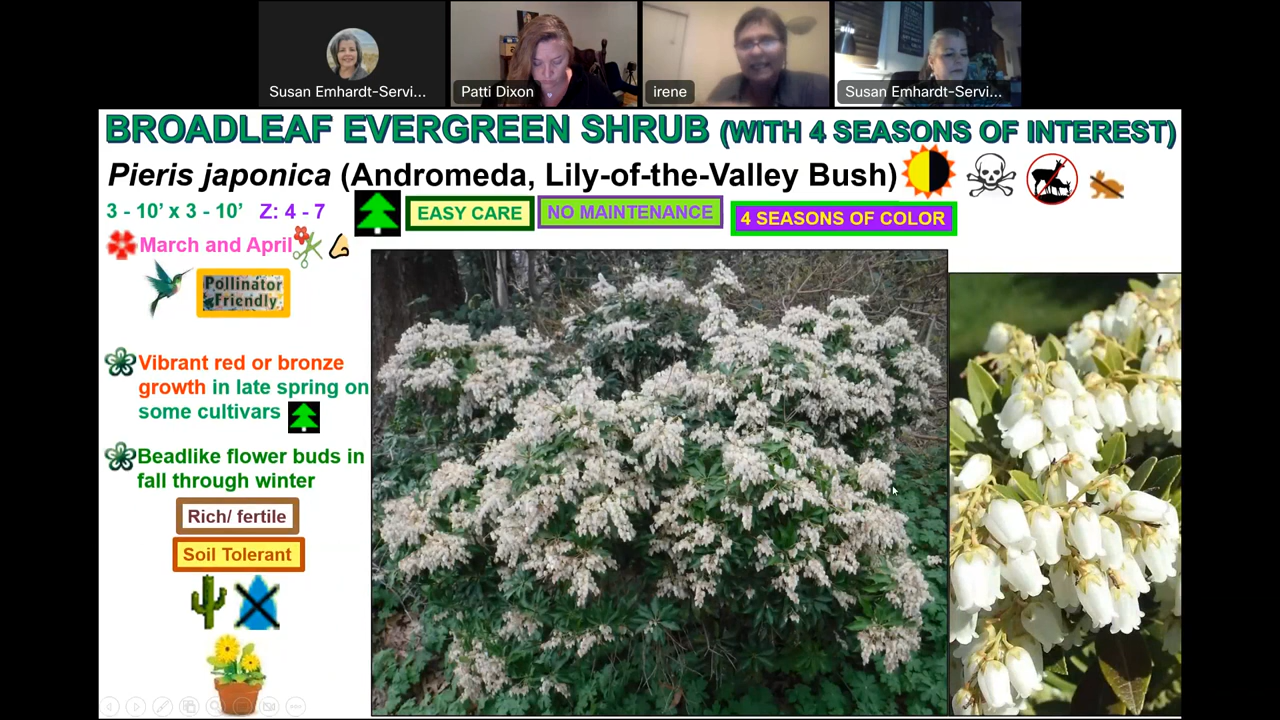 Susan Emhardt-Servi...
Patti Dixon
irene
Susan Emhardt-Servi...
BROADLEAF EVERGREEN SHRUB (WITH 4 SEASONS OF INTEREST)
Pieris japonica (Andromeda, Lily-of-the-Valley Bush)
3 - 10' x 3 - 10' Z: 4 - 7
EASY CARE
NO MAINTENANCE
4 SEASONS OF COLOR
March and April
Pollinator
Friendly
Vibrant red or bronze
growth in late spring on
some cultivars
Beadlike flower buds in
fall through winter
Rich/ fertile
Soil Tolerant